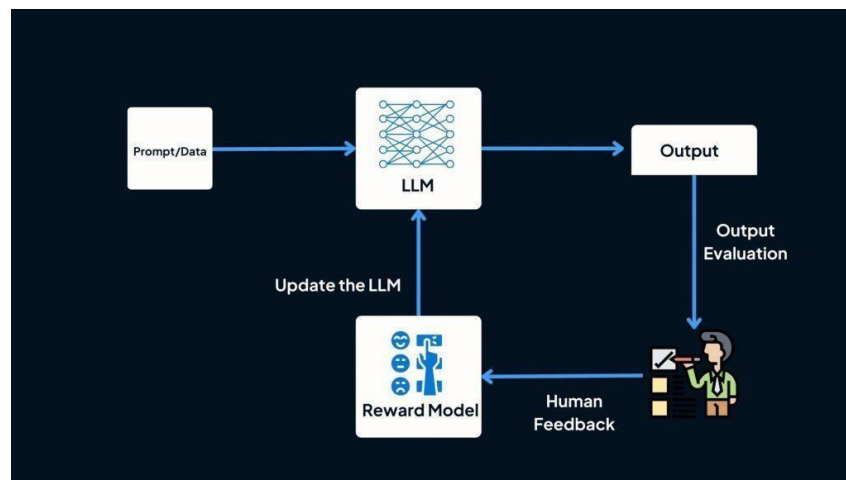 Prompt/Data
LLM
Output
Output
Evaluation
Update the LLM
Reward Model
Human
Feedback